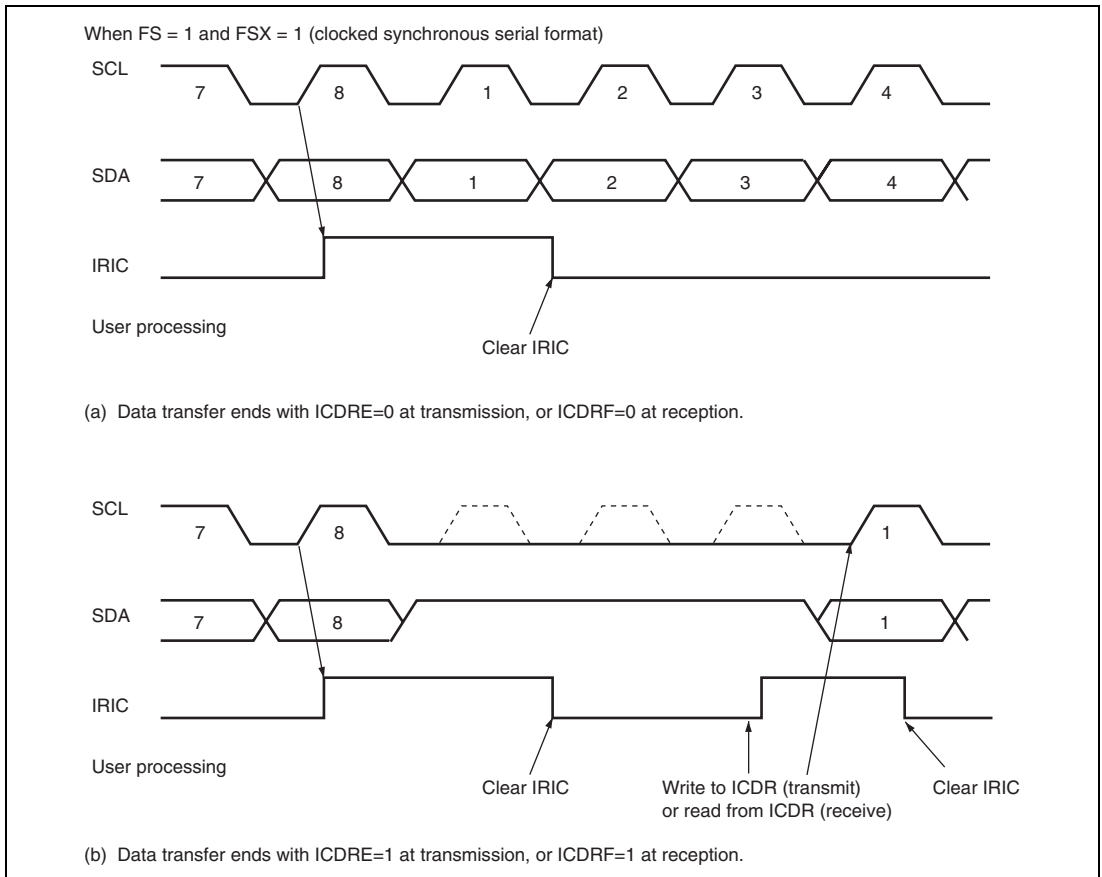 When FS = 1 and FSX = 1 (clocked synchronous serial format)
SCL 7 8 1 2 3 4
SDA 7 8 1 2 3 4
IRIC
User processing
Clear IRIC
(a) Data transfer ends with ICDRE=0 at transmission, or ICDRF=0 at reception.
SCL 7 8 1
SDA 7 8 1
IRIC
User processing
Clear IRIC
Write to ICDR (transmit)
or read from ICDR (receive)
Clear IRIC
(b) Data transfer ends with ICDRE=1 at transmission, or ICDRF=1 at reception.